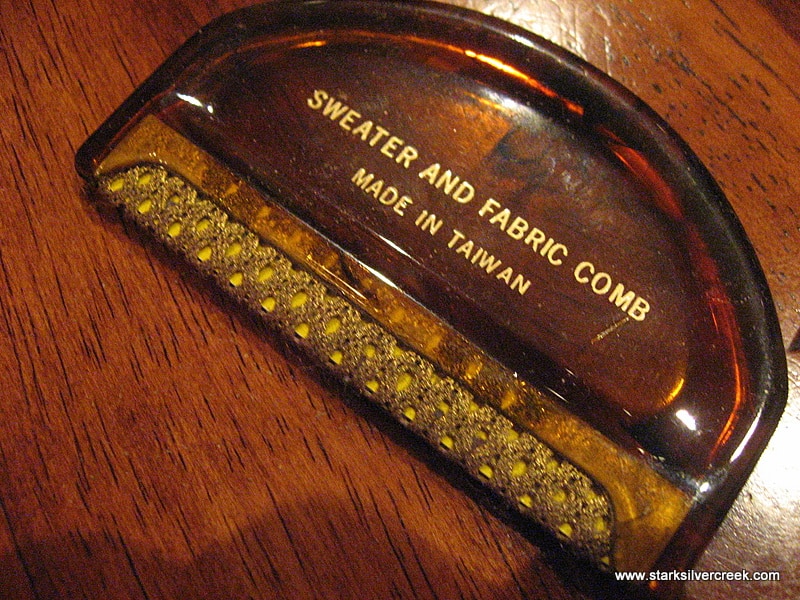 SWEATER AND FABRIC COMB
MADE IN TAIWAN
www.starksilvercreek.com